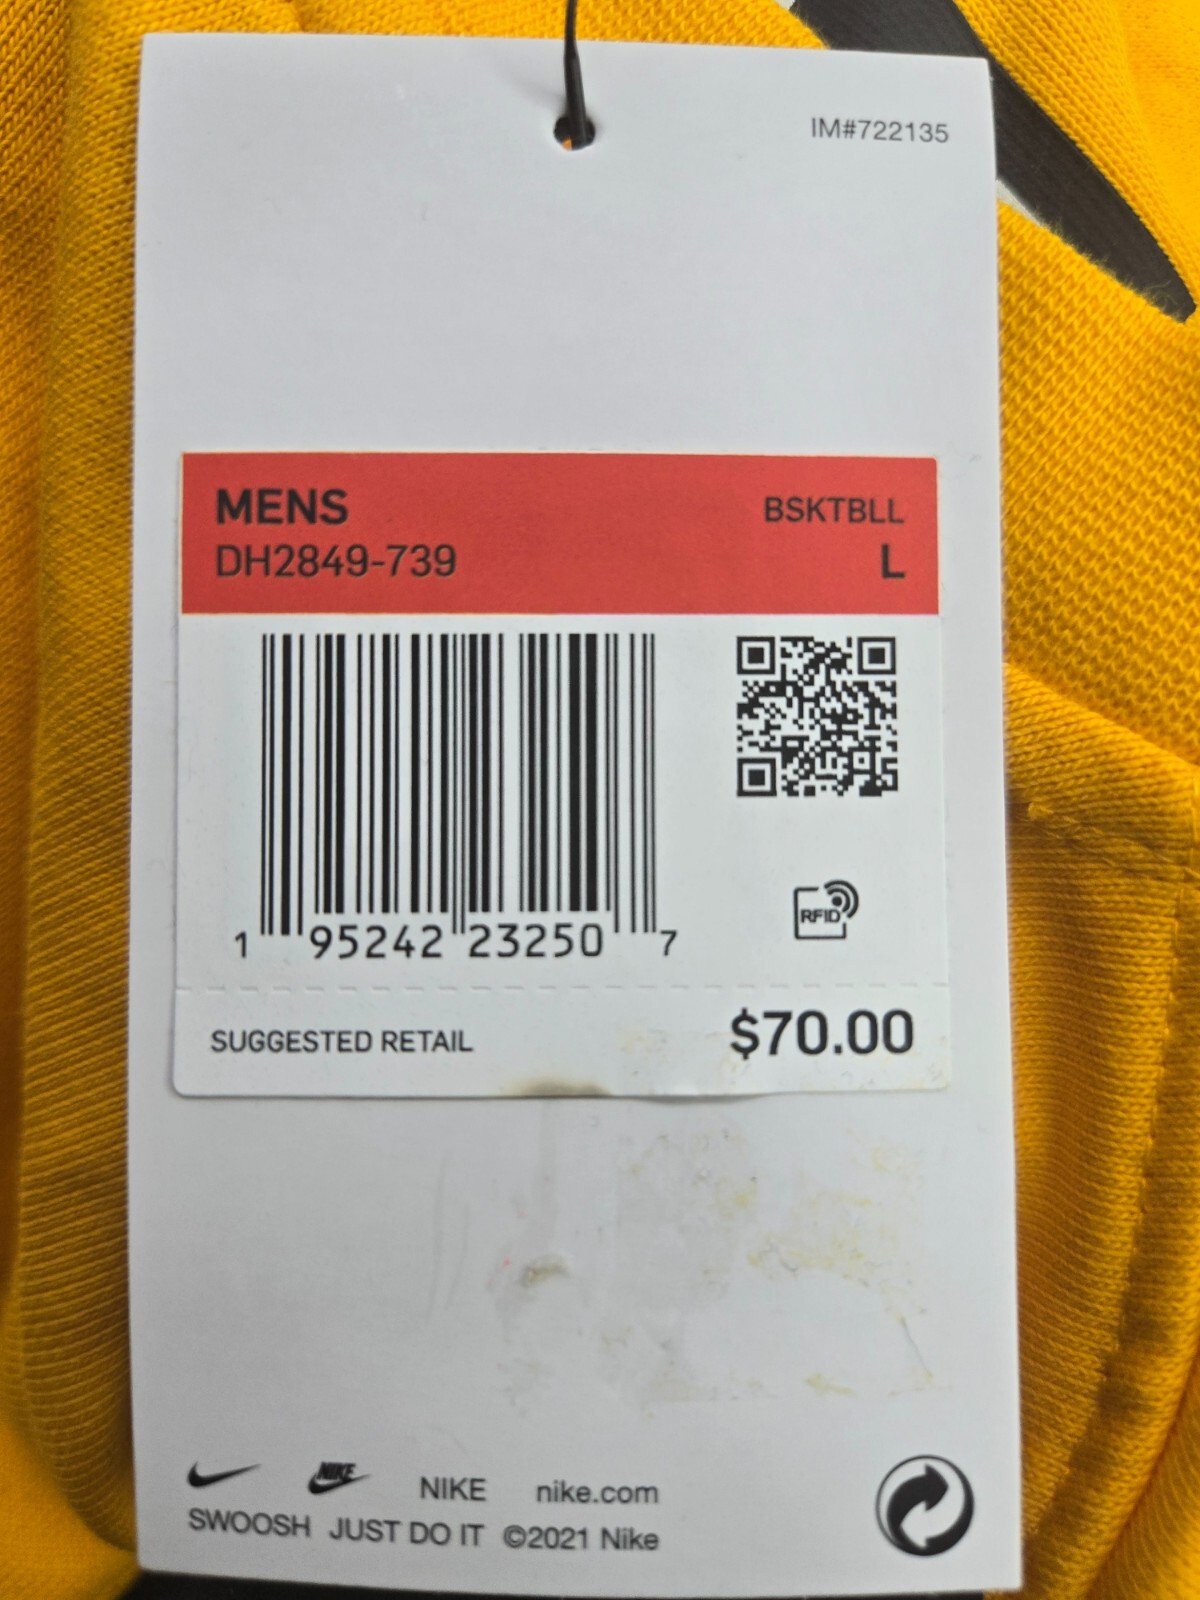 IM#722135
MENS BSKTBLL
DH2849-739 L
1 95242 23250 7
RFID
SUGGESTED RETAIL $70.00
NIKE NIKE nike.com
SWOOSH JUST DO IT ©2021 Nike